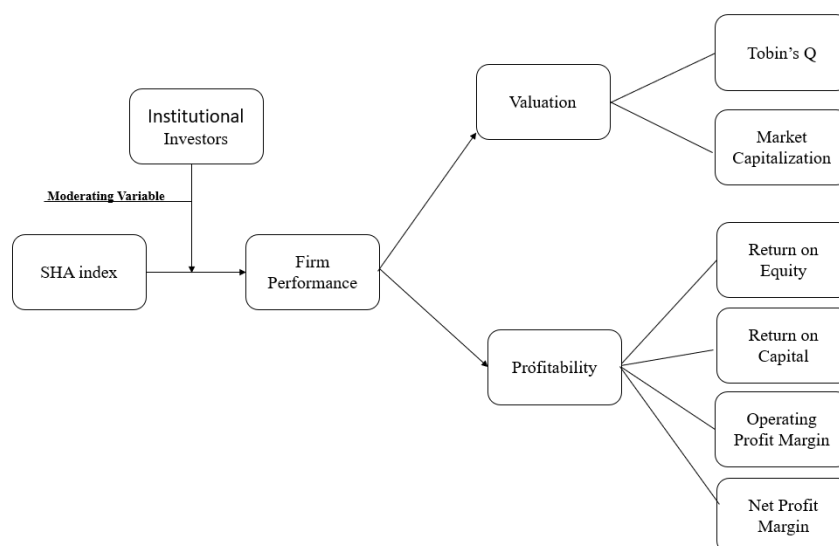 Tobin’s Q
Institutional
Investors
Valuation
Market
Capitalization
Moderating Variable
SHA index
Firm
Performance
Return on
Equity
Return on
Capital
Profitability
Operating
Profit Margin
Net Profit
Margin